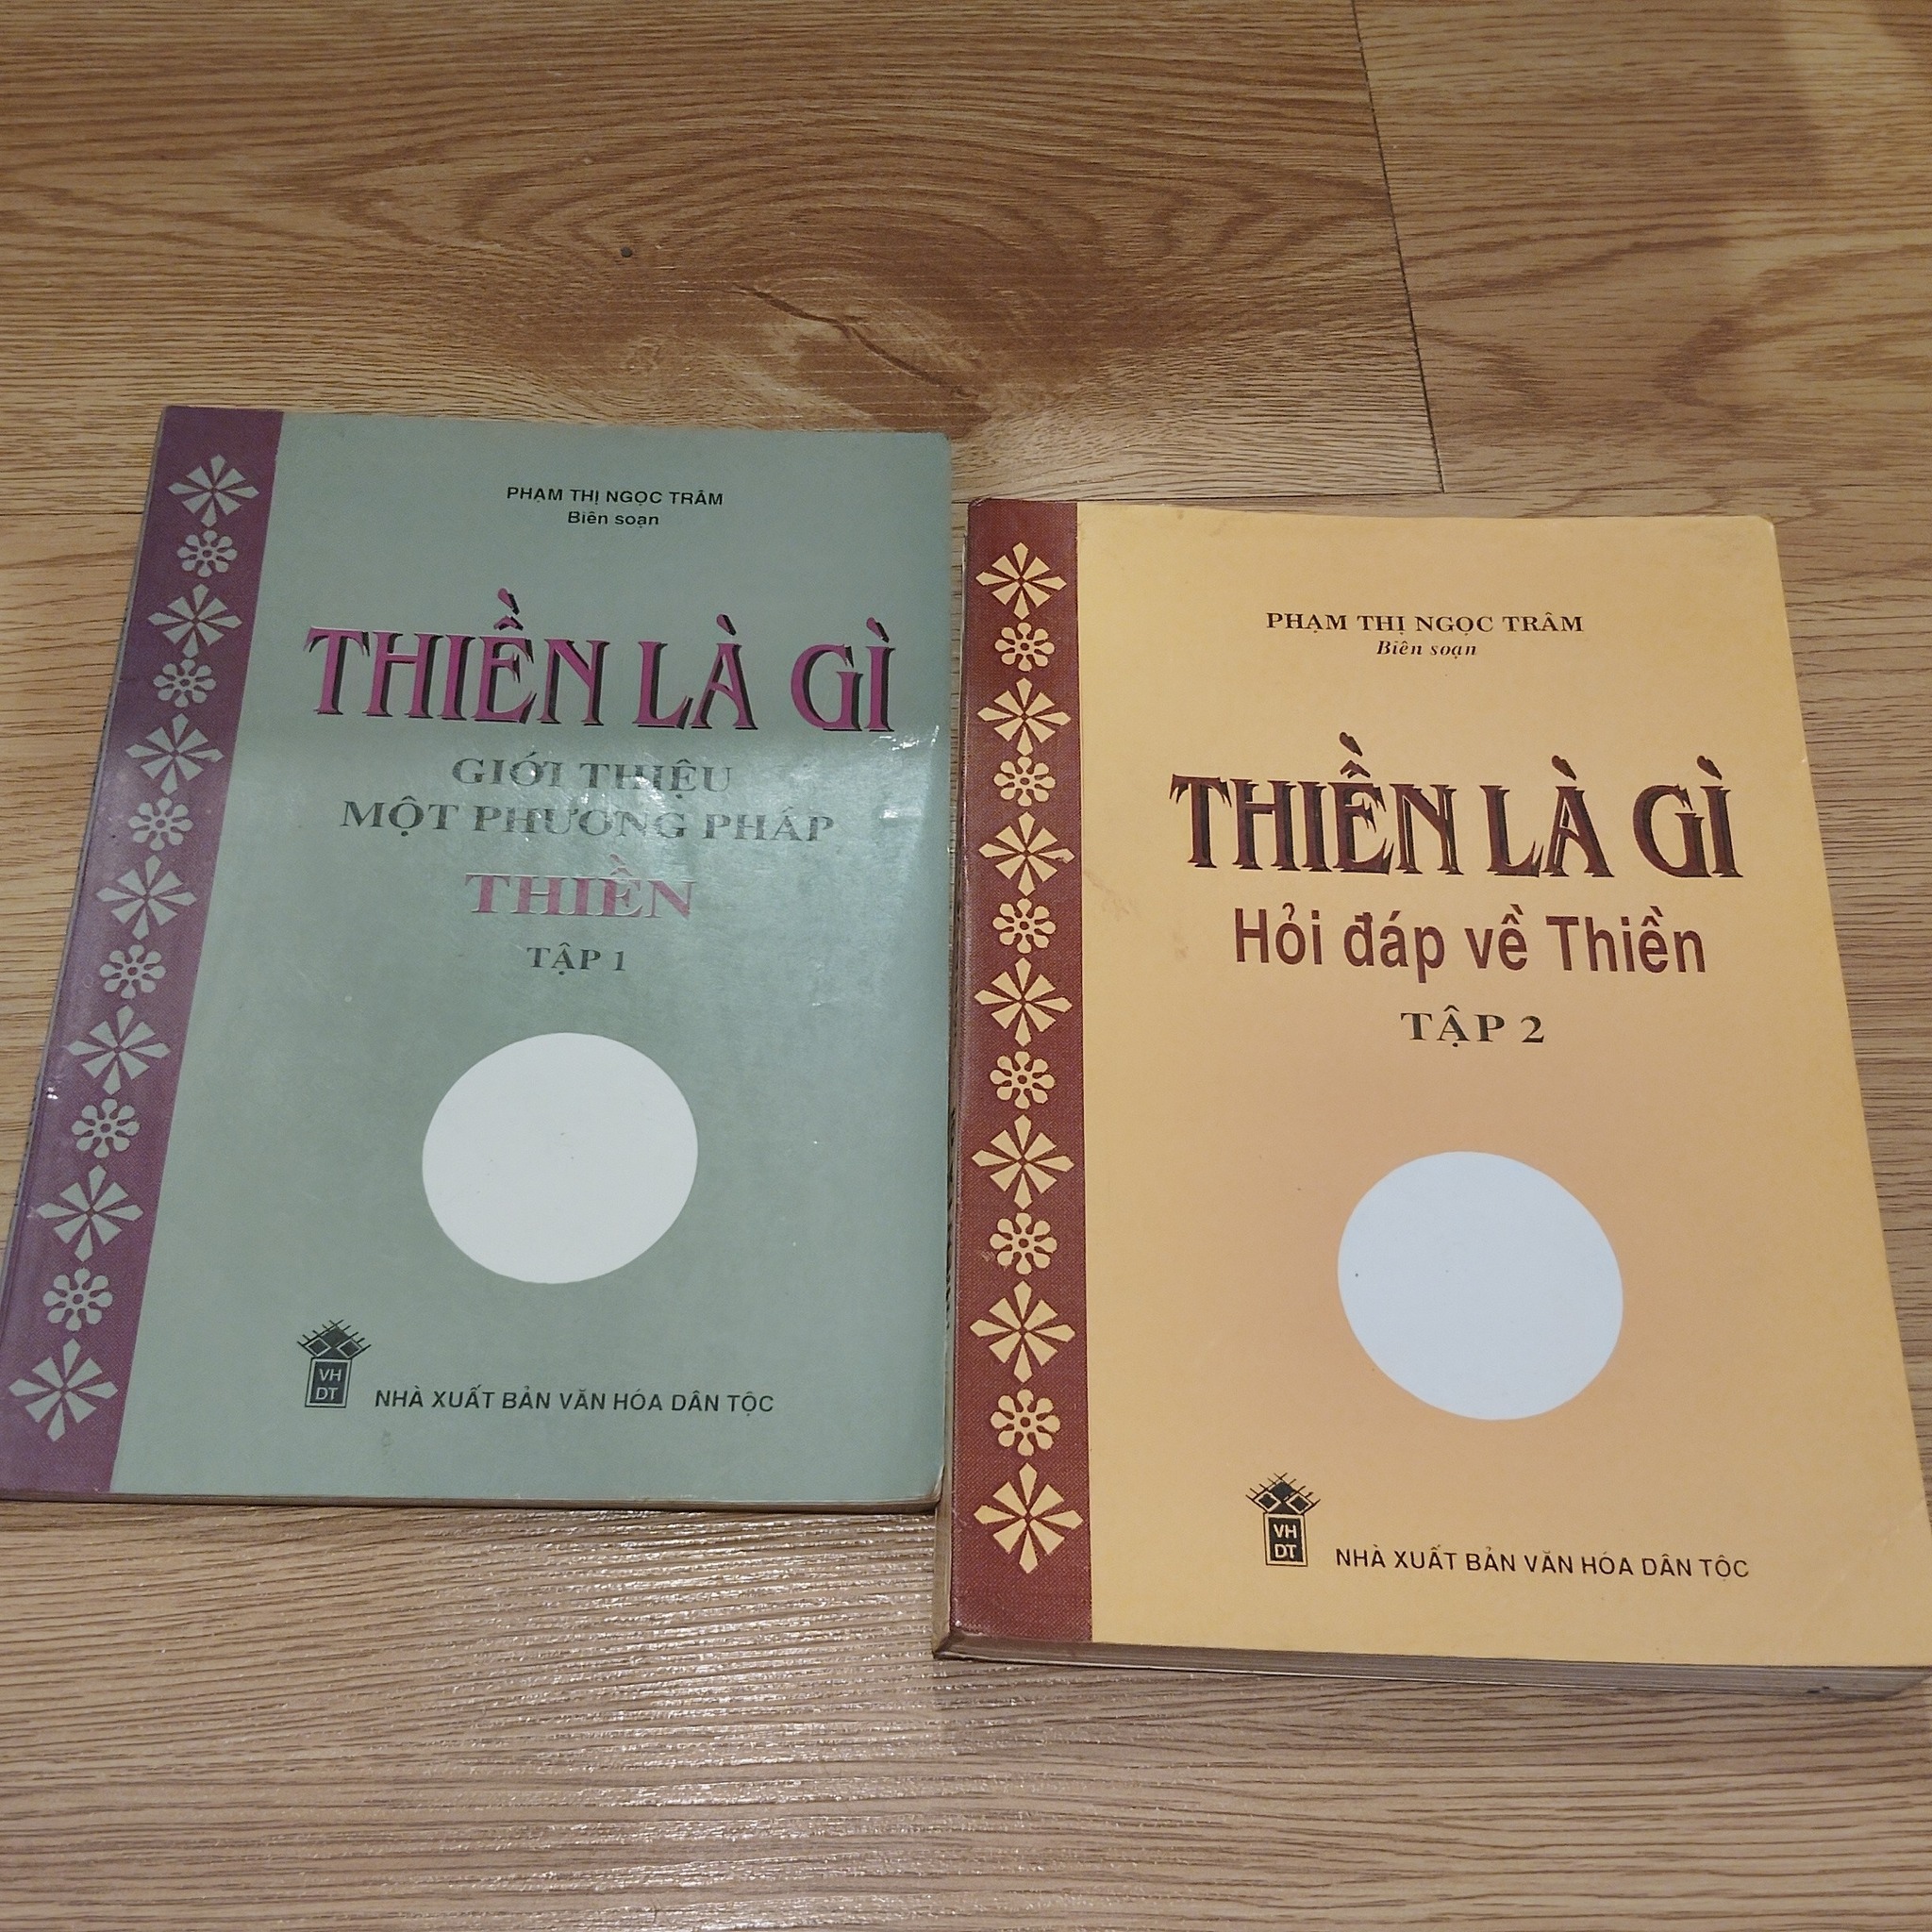 PHẠM THỊ NGỌC TRÂM
Biên soạn
THIỀN LÀ GÌ
GIỚI THIỆU
MỘT PHƯƠNG PHÁP
THIỀN
TẬP 1
VH
DT
NHÀ XUẤT BẢN VĂN HÓA DÂN TỘC
PHẠM THỊ NGỌC TRÂM
Biên soạn
THIỀN LÀ GÌ
Hỏi đáp về Thiền
TẬP 2
VH
DT
NHÀ XUẤT BẢN VĂN HÓA DÂN TỘC